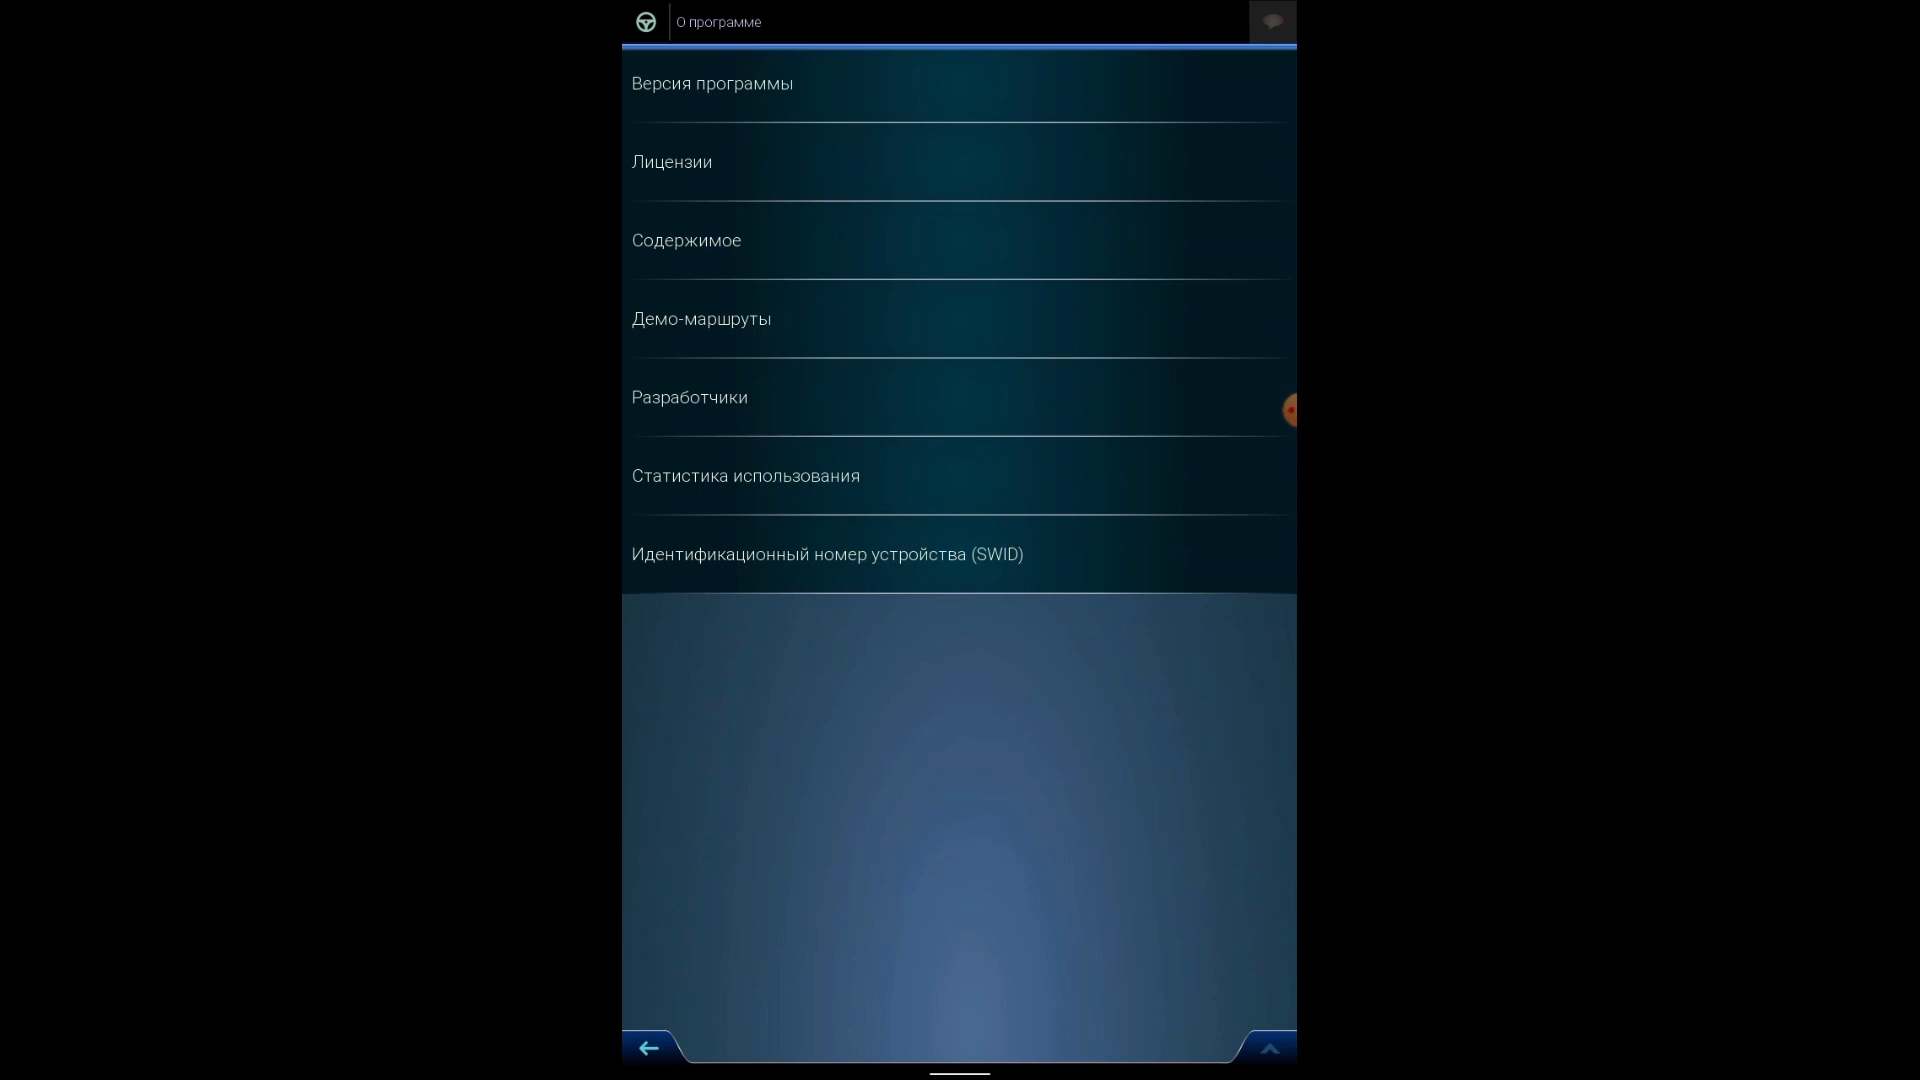 О программе
Версия программы
Лицензии
Содержимое
Демо-маршруты
Разработчики
Статистика использования
Идентификационный номер устройства (SWID)